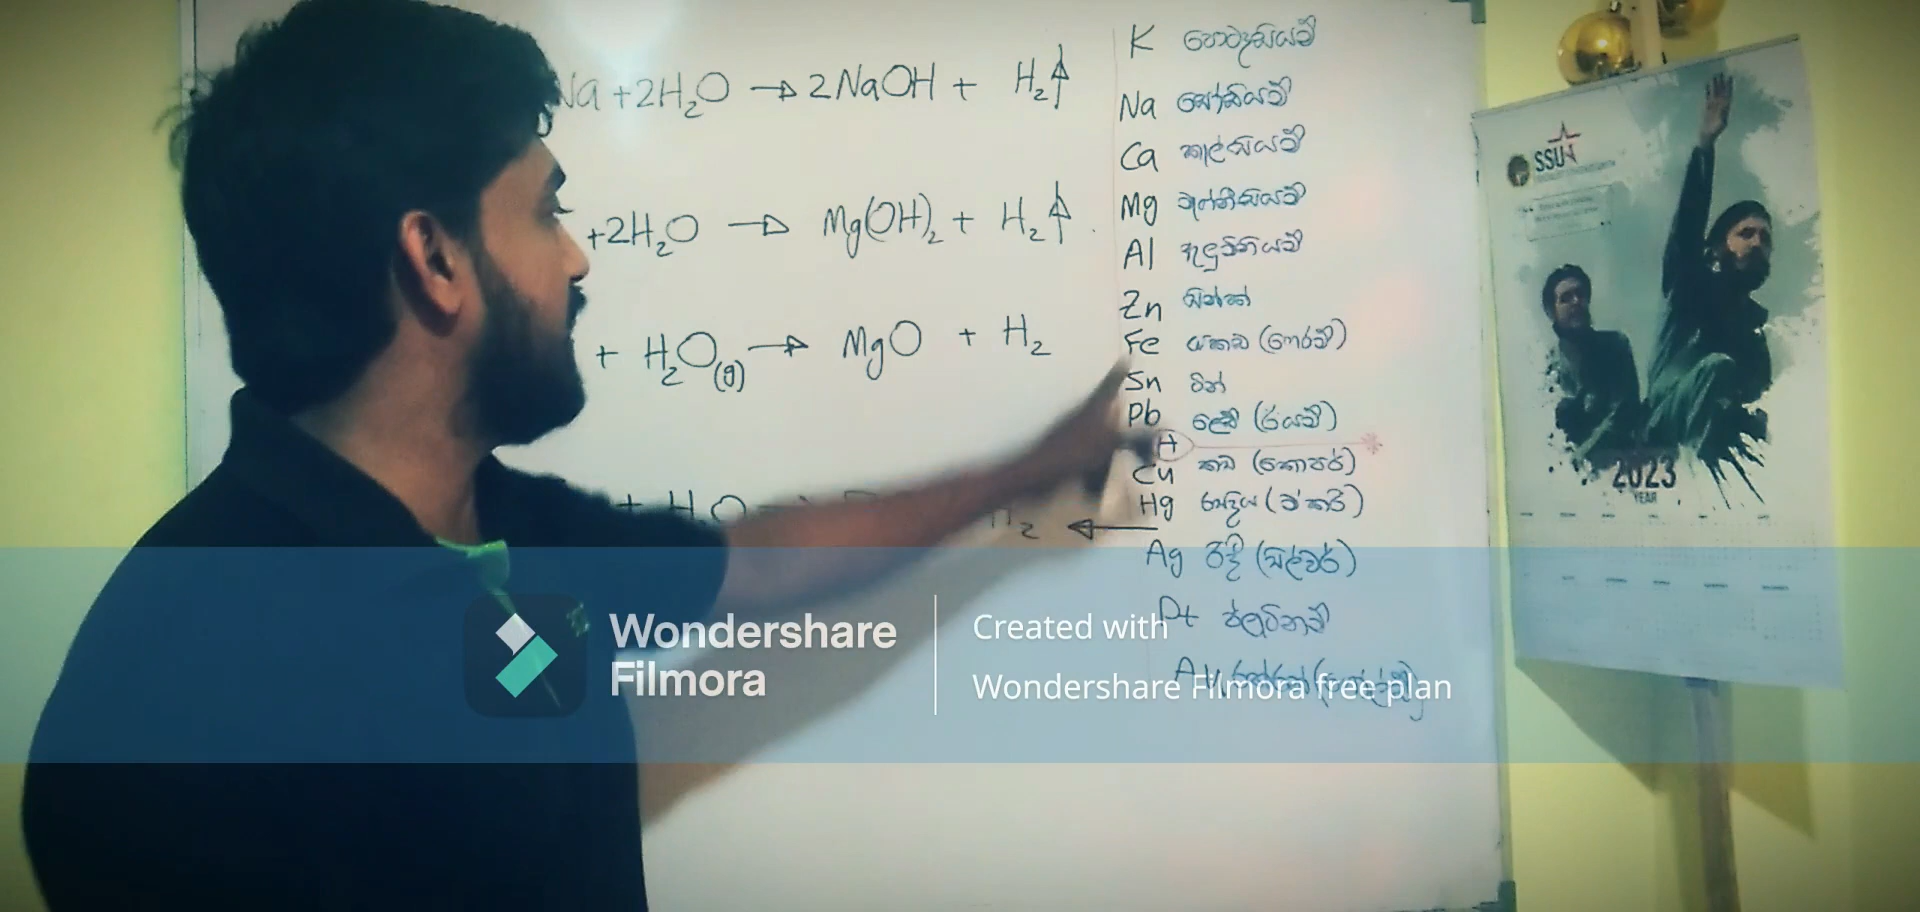 Na + 2H₂O → 2NaOH + H₂↑
+2H₂O → Mg(OH)₂ + H₂↑
+ H₂O(g) → MgO + H₂
+ H₂O
H₂ ←
K පොටෑසියම්
Na සෝඩියම්
Ca කැල්සියම්
Mg මැග්නීසියම්
Al ඇලුමිනියම්
Zn සින්ක්
Fe යකඩ (ෆෙරම්)
Sn ටින්
Pb ලෙඩ් (ඊයම්)
H
Cu තඹ (කොපර්)
Hg රසදිය (මර්කරි)
Ag රිදී (සිල්වර්)
Pt ප්ලැටිනම්
Au
SSU
2023
YEAR
Wondershare
Filmora
Created with
Wondershare Filmora free plan